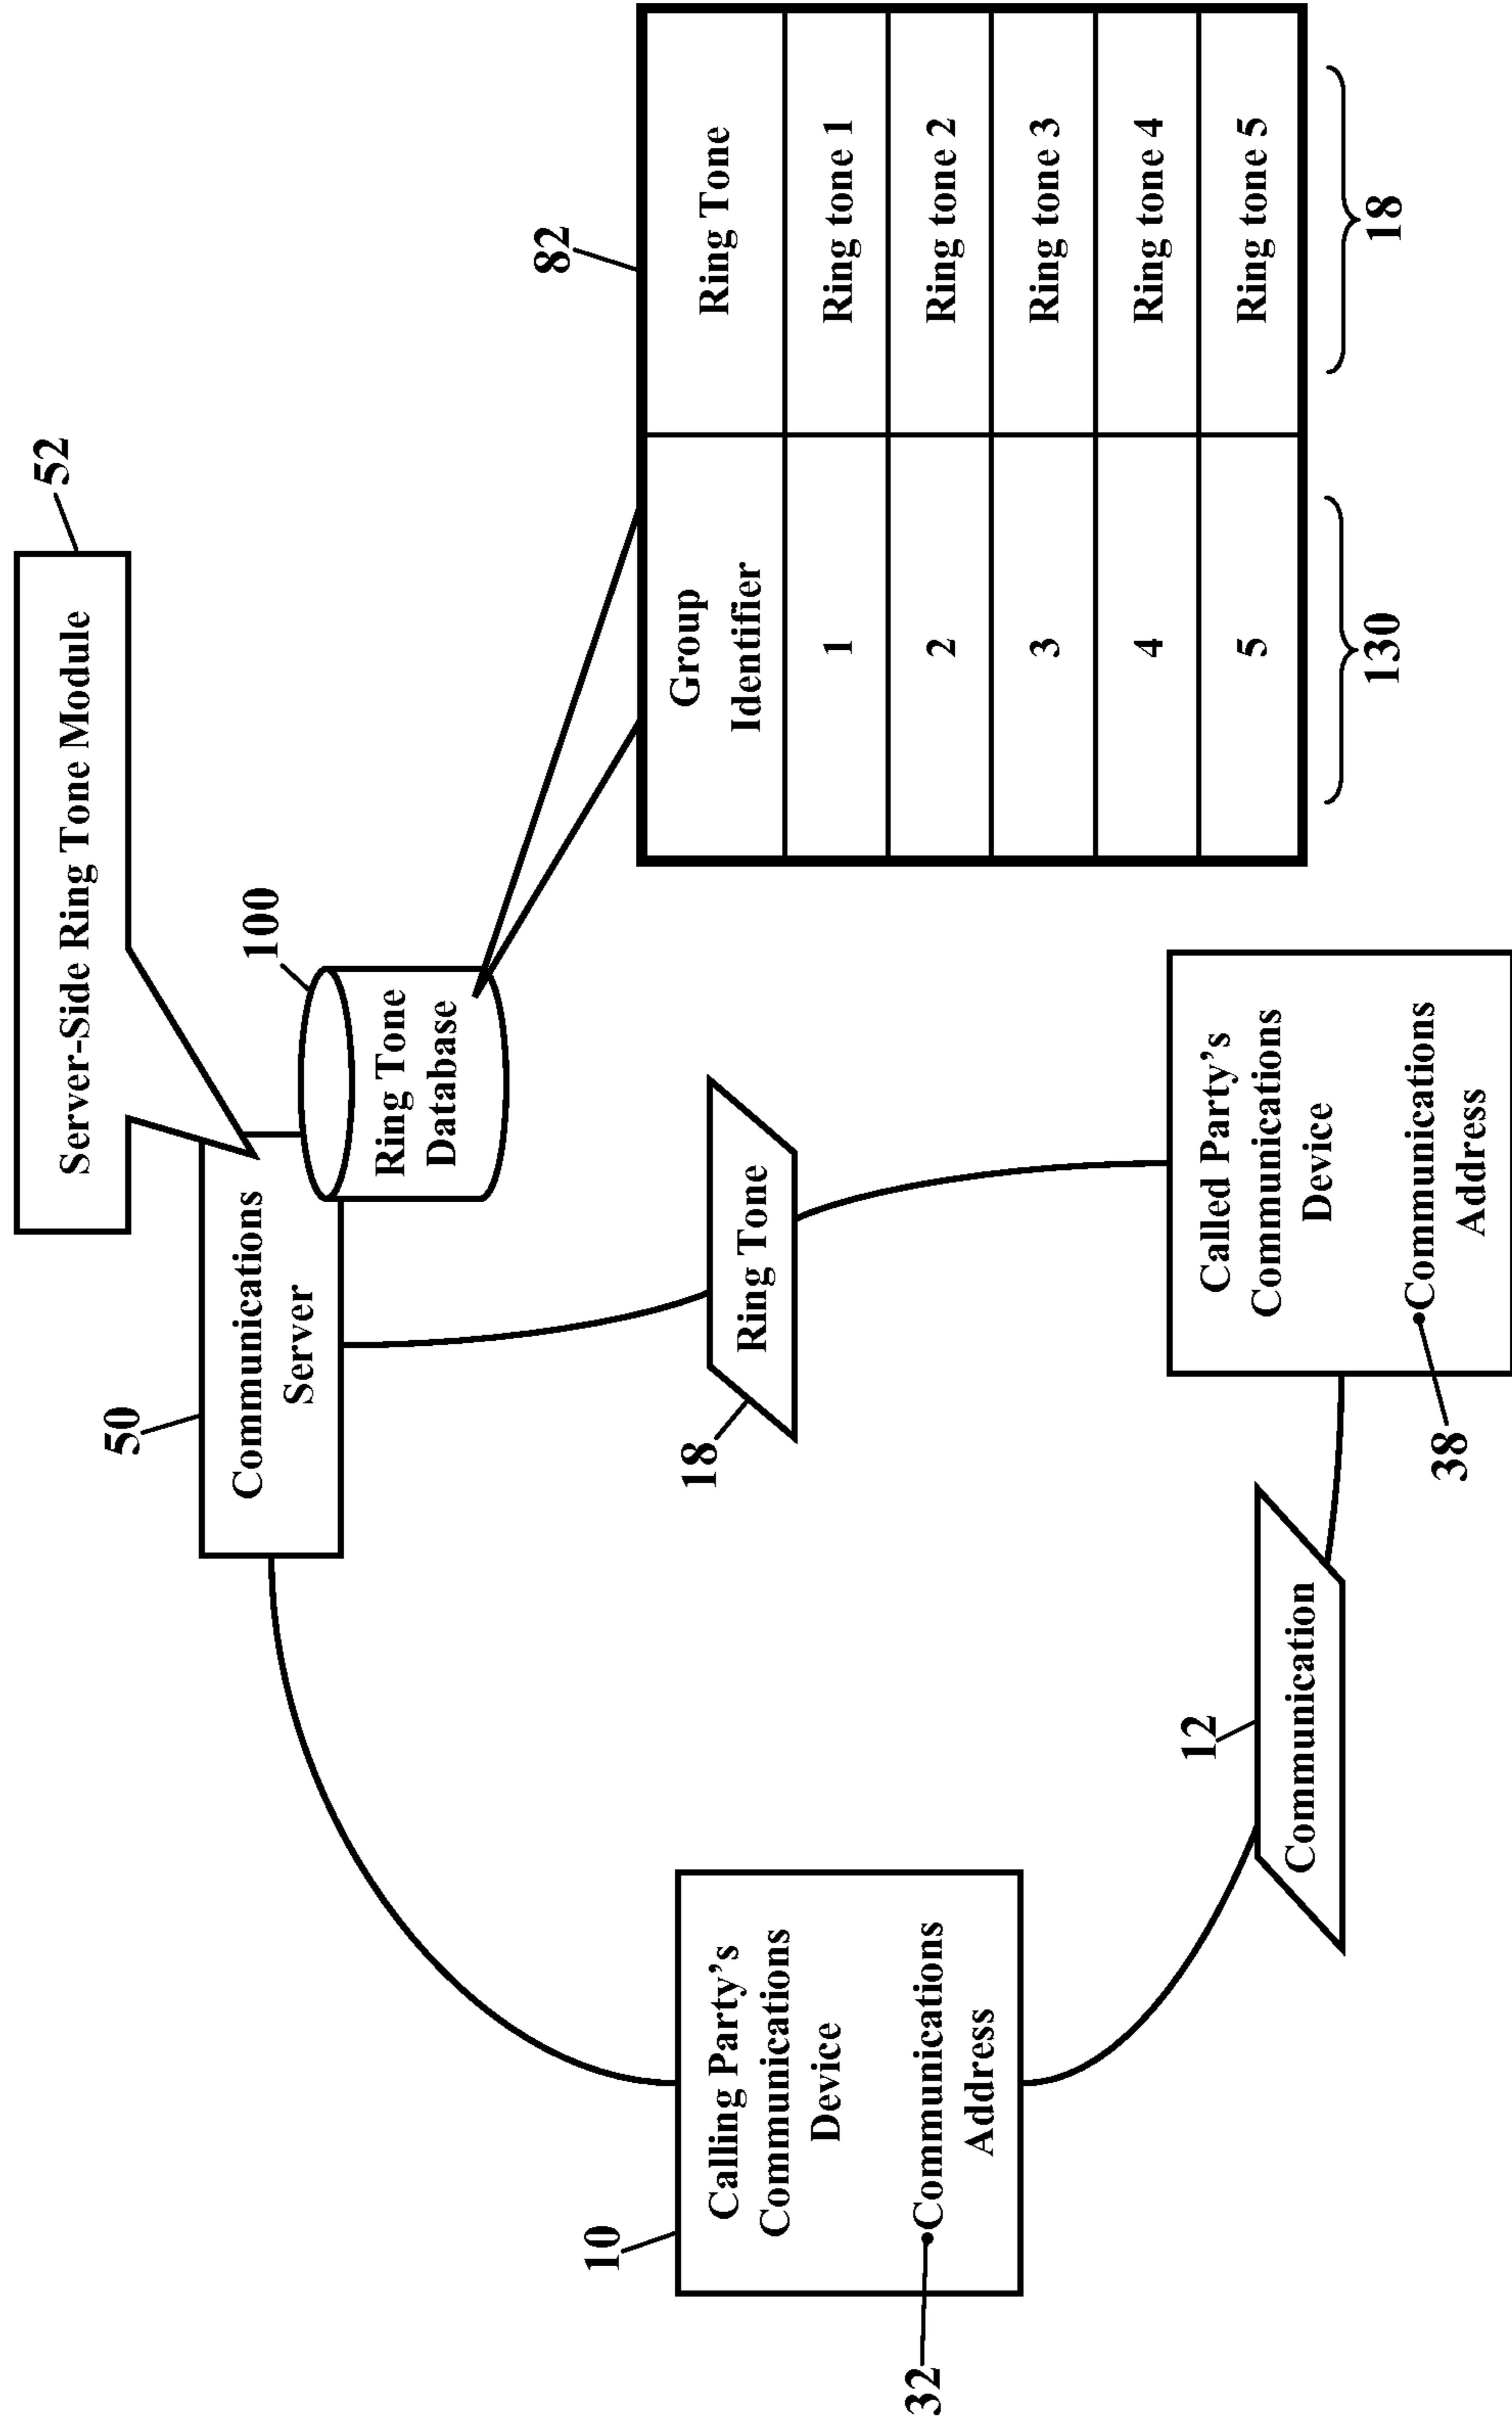 52
Server-Side Ring Tone Module
50
Communications
Server
100
Ring Tone
Database
82
Group
Identifier
Ring Tone
1
Ring tone 1
2
Ring tone 2
3
Ring tone 3
4
Ring tone 4
5
Ring tone 5
130
18
10
Calling Party's
Communications
Device
Communications
Address
32
18
Ring Tone
12
Communication
Called Party's
Communications
Device
Communications
Address
38